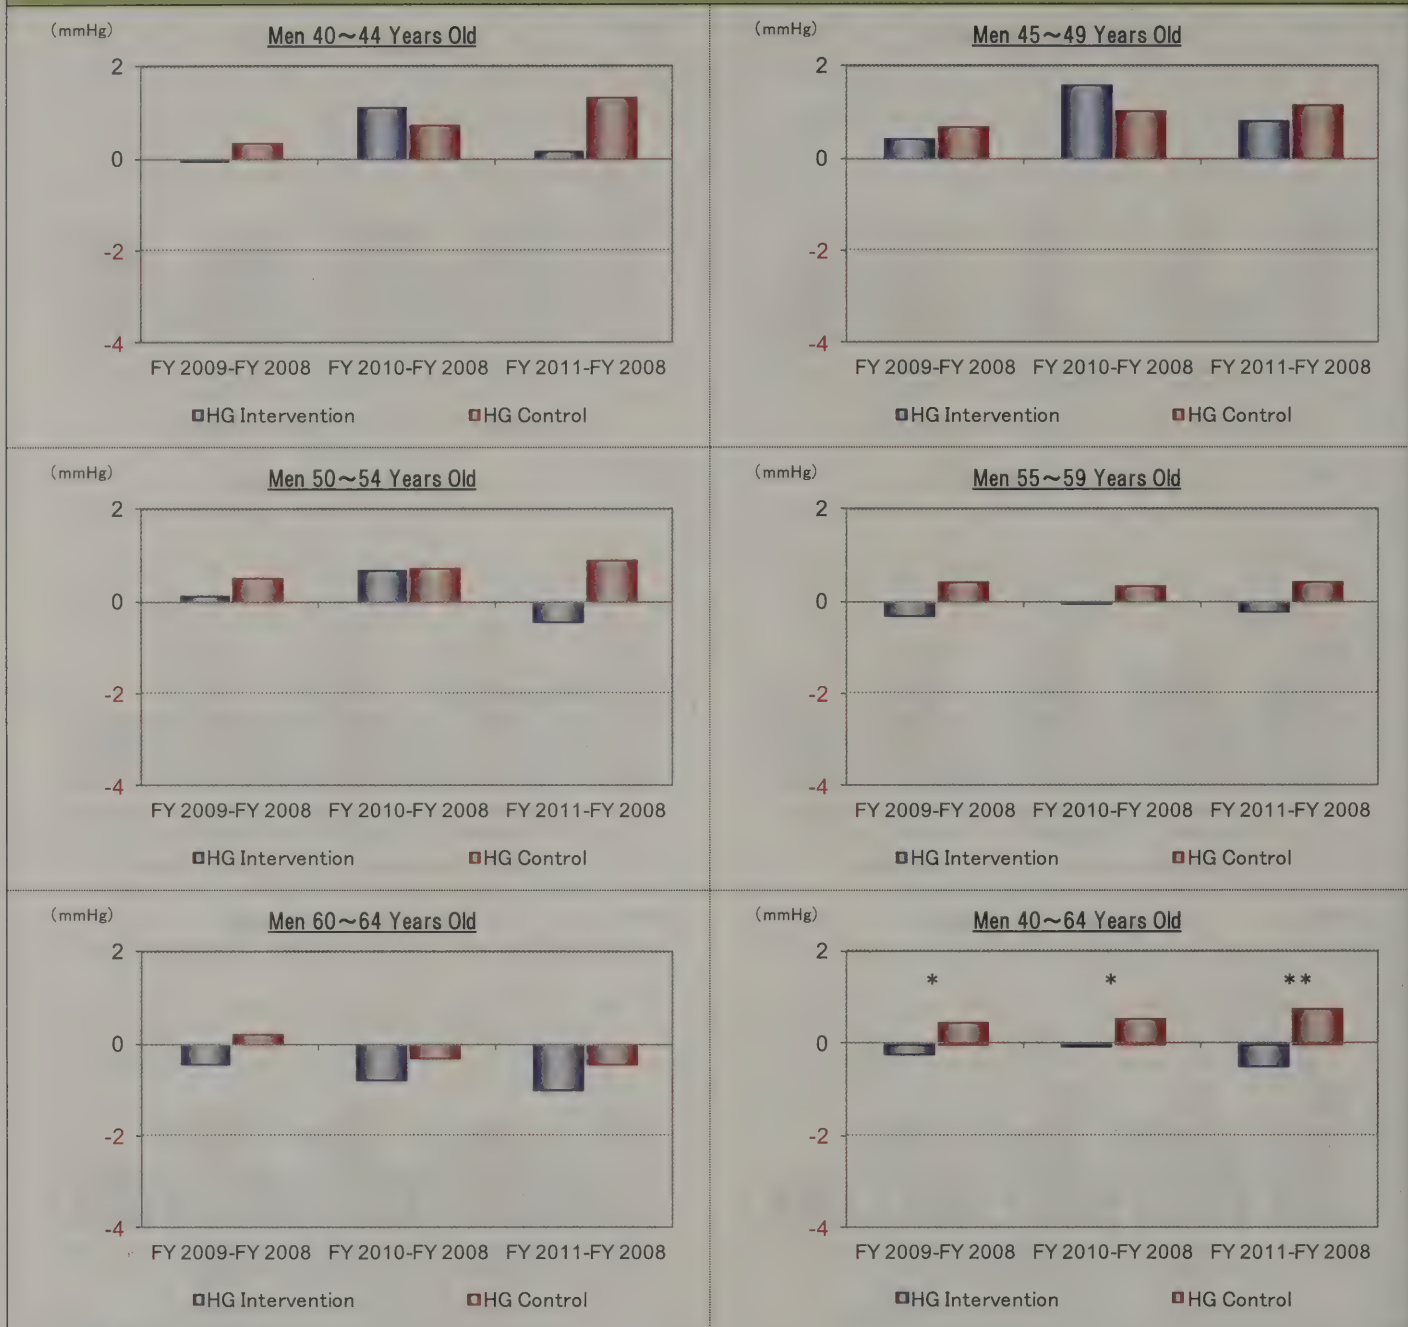 (mmHg)
Men 40～44 Years Old
2
0
-2
-4
FY 2009-FY 2008 FY 2010-FY 2008 FY 2011-FY 2008
HG Intervention HG Control
(mmHg)
Men 45～49 Years Old
2
0
-2
-4
FY 2009-FY 2008 FY 2010-FY 2008 FY 2011-FY 2008
HG Intervention HG Control
(mmHg)
Men 50～54 Years Old
2
0
-2
-4
FY 2009-FY 2008 FY 2010-FY 2008 FY 2011-FY 2008
HG Intervention HG Control
(mmHg)
Men 55～59 Years Old
2
0
-2
-4
FY 2009-FY 2008 FY 2010-FY 2008 FY 2011-FY 2008
HG Intervention HG Control
(mmHg)
Men 60～64 Years Old
2
0
-2
-4
FY 2009-FY 2008 FY 2010-FY 2008 FY 2011-FY 2008
HG Intervention HG Control
(mmHg)
Men 40～64 Years Old
2
* * **
0
-2
-4
FY 2009-FY 2008 FY 2010-FY 2008 FY 2011-FY 2008
HG Intervention HG Control